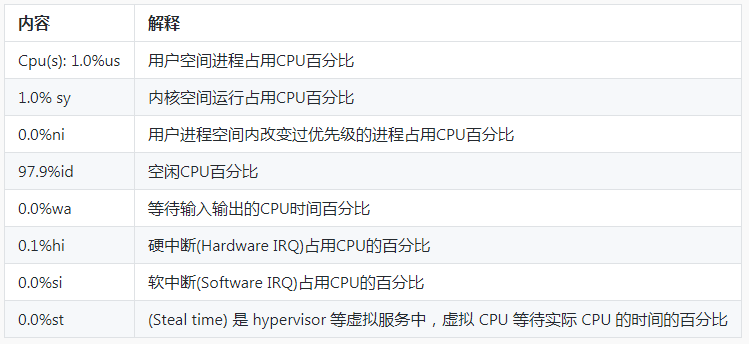 内容 解释
Cpu(s): 1.0%us 用户空间进程占用CPU百分比
1.0% sy 内核空间运行占用CPU百分比
0.0%ni 用户进程空间内改变过优先级的进程占用CPU百分比
97.9%id 空闲CPU百分比
0.0%wa 等待输入输出的CPU时间百分比
0.1%hi 硬中断(Hardware IRQ)占用CPU的百分比
0.0%si 软中断(Software IRQ)占用CPU的百分比
0.0%st (Steal time) 是 hypervisor 等虚拟服务中，虚拟 CPU 等待实际 CPU 的时间的百分比